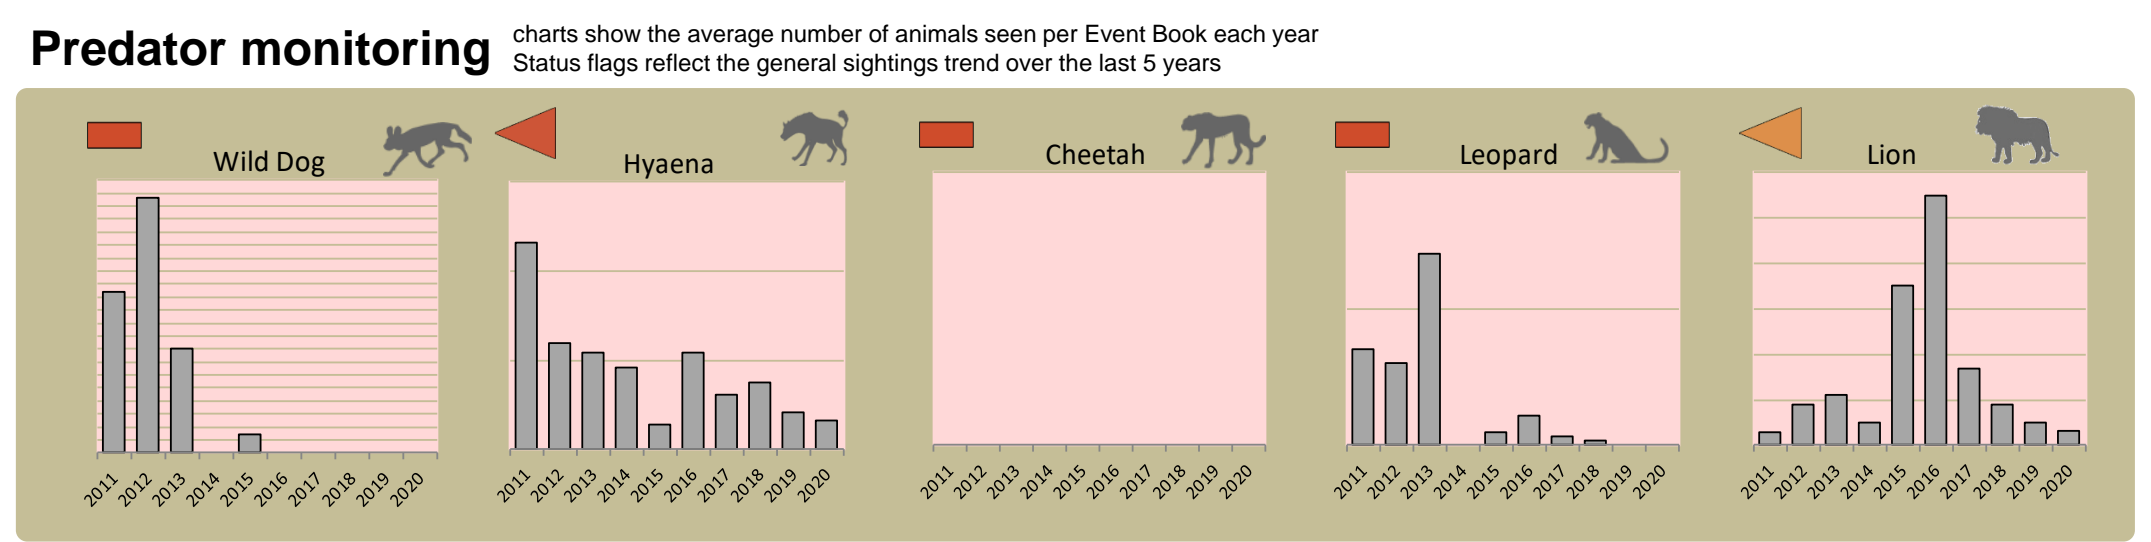 Predator monitoring
charts show the average number of animals seen per Event Book each year
Status flags reflect the general sightings trend over the last 5 years
Wild Dog
2011 2012 2013 2014 2015 2016 2017 2018 2019 2020
Hyaena
2011 2012 2013 2014 2015 2016 2017 2018 2019 2020
Cheetah
2011 2012 2013 2014 2015 2016 2017 2018 2019 2020
Leopard
2011 2012 2013 2014 2015 2016 2017 2018 2019 2020
Lion
2011 2012 2013 2014 2015 2016 2017 2018 2019 2020